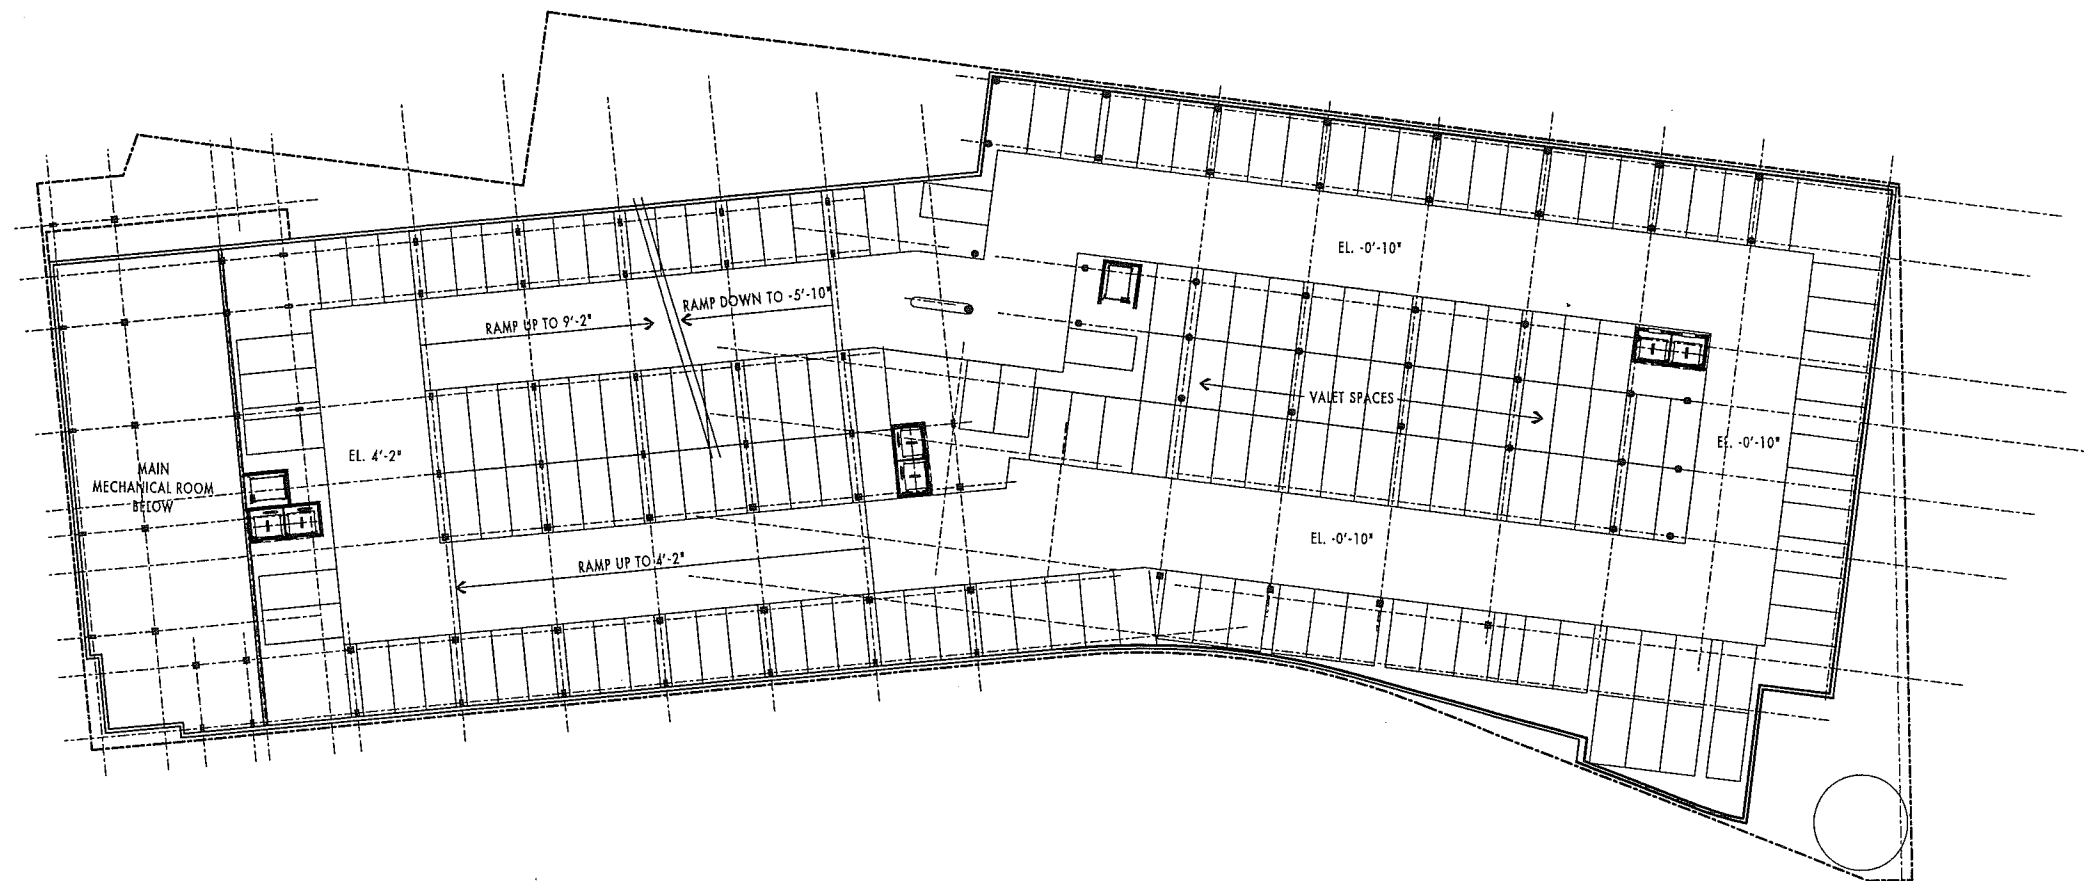 EL. -0'-10"
RAMP DOWN TO -5'-10"
RAMP UP TO 9'-2"
VALET SPACES
EL. -0'-10"
EL. 4'-2"
MAIN
MECHANICAL ROOM
BELOW
EL. -0'-10"
RAMP UP TO 4'-2"